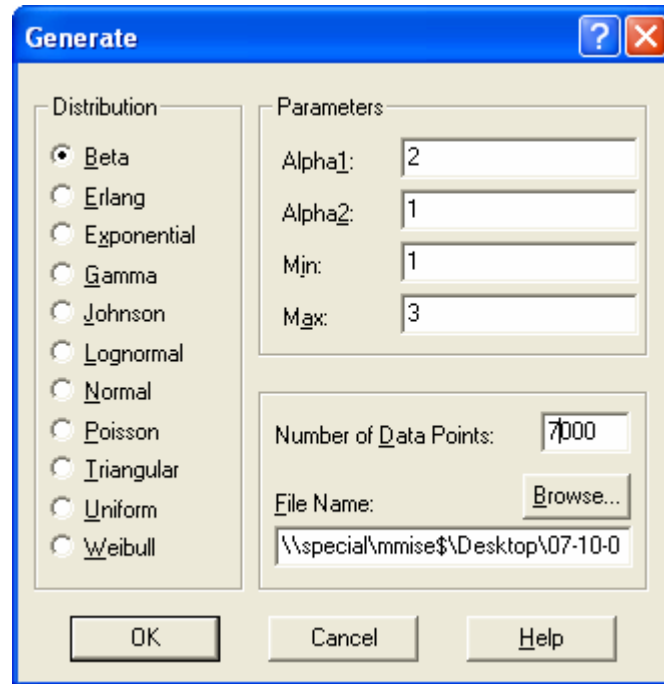 Generate
Distribution
Beta
Erlang
Exponential
Gamma
Johnson
Lognormal
Normal
Poisson
Triangular
Uniform
Weibull
Parameters
Alpha1: 2
Alpha2: 1
Min: 1
Max: 3
Number of Data Points: 7000
File Name: Browse...
\\special\mmise$\Desktop\07-10-0
OK Cancel Help